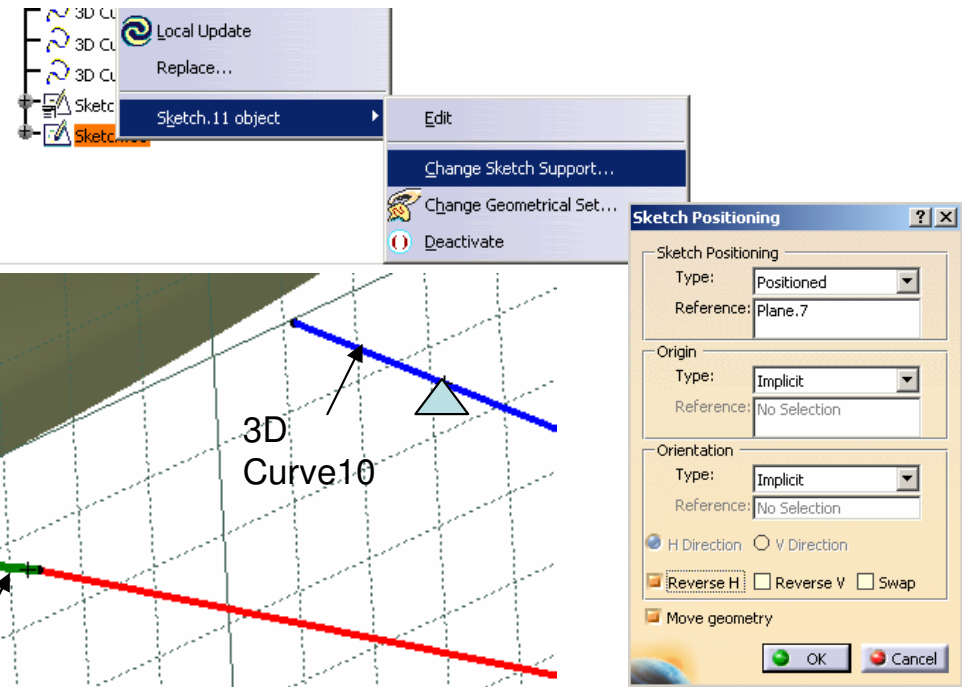 3D Cu
3D Cu
3D Cu
Sketc
Sketc
Local Update
Replace...
Sketch.11 object
Edit
Change Sketch Support...
Change Geometrical Set...
Deactivate
Sketch Positioning
Sketch Positioning
Type: Positioned
Reference: Plane.7
Origin
Type: Implicit
Reference: No Selection
Orientation
Type: Implicit
Reference: No Selection
H Direction V Direction
Reverse H Reverse V Swap
Move geometry
OK Cancel
3D
Curve10